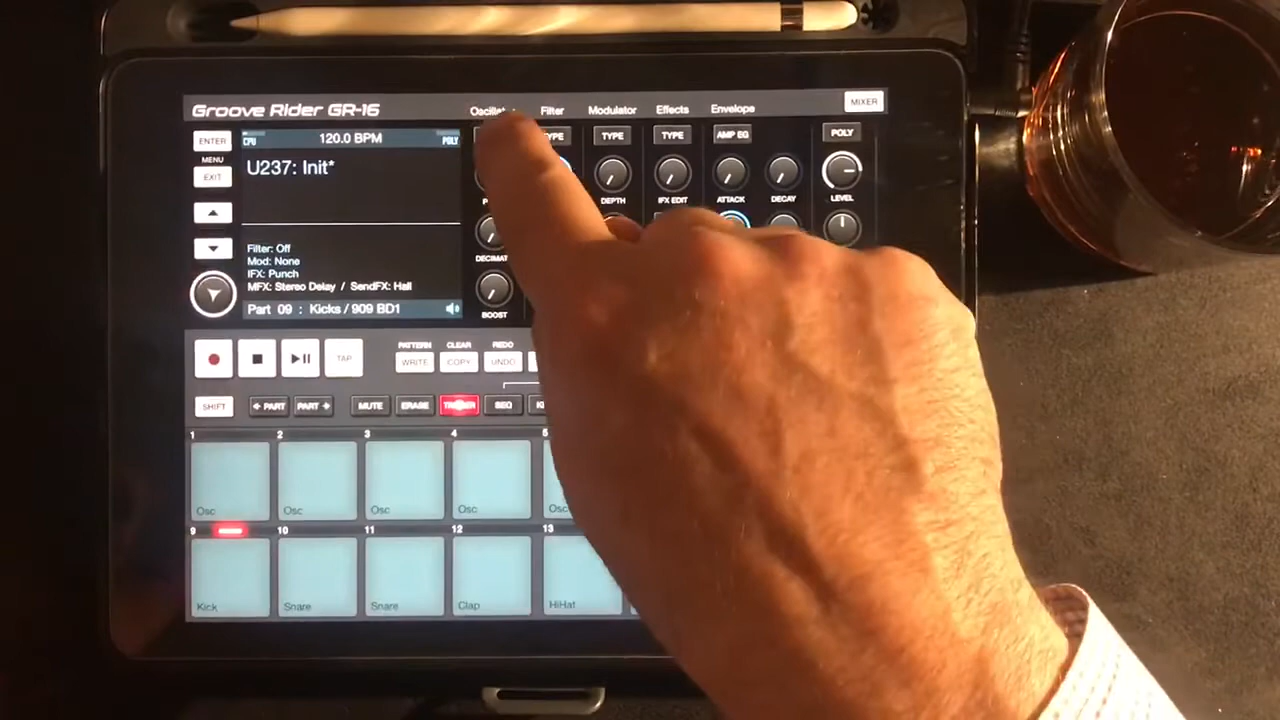 Groove Rider GR-16
Filter Modulator Effects Envelope
MIXER
ENTER
MENU
EXIT
CPU 120.0 BPM POLY
U237: Init*
Filter: Off
Mod: None
IFX: Punch
MFX: Stereo Delay / SendFX: Hall
Part 09 : Kicks / 909 BD1
TYPE TYPE AMP EG POLY
DEPTH IFX EDIT ATTACK DECAY LEVEL
BOOST
TAP
PATTERN CLEAR REDO
WRITE COPY UNDO
SHIFT PART PART MUTE ERASE SEQ
1 2 3 4 5
Osc Osc Osc Osc Osc
9 10 11 12 13
Kick Snare Snare Clap HiHat